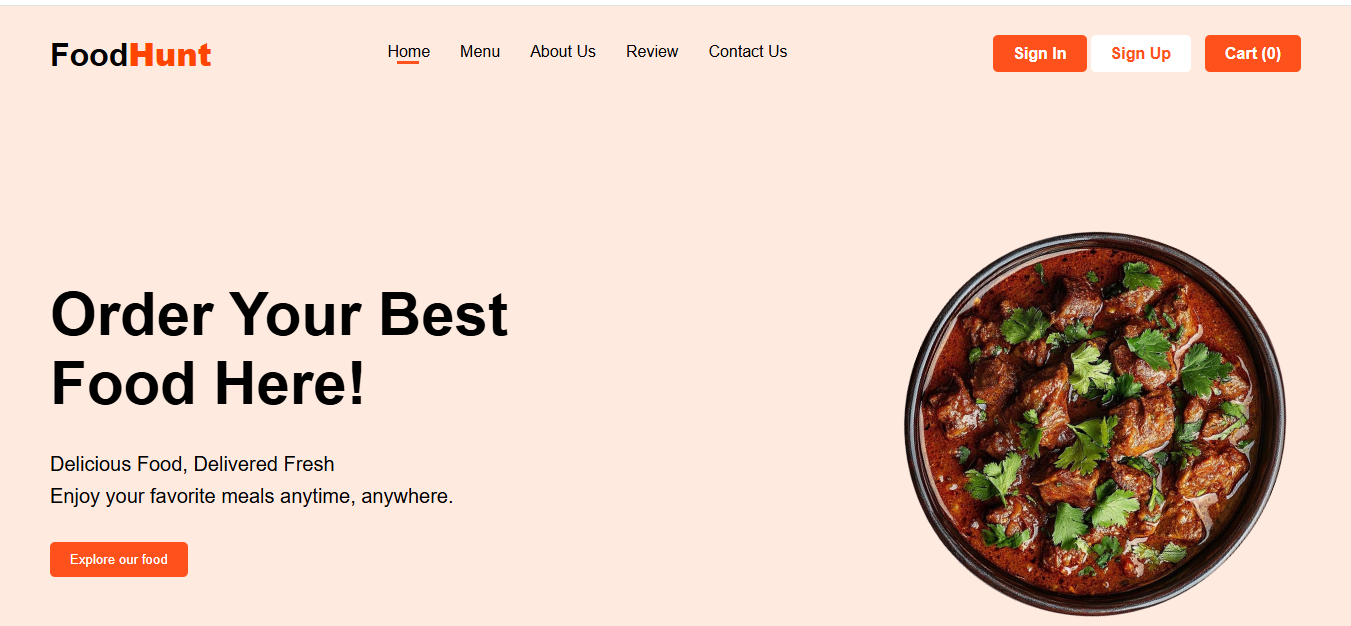 FoodHunt
Home Menu About Us Review Contact Us
Sign In Sign Up Cart (0)
Order Your Best
Food Here!
Delicious Food, Delivered Fresh
Enjoy your favorite meals anytime, anywhere.
Explore our food